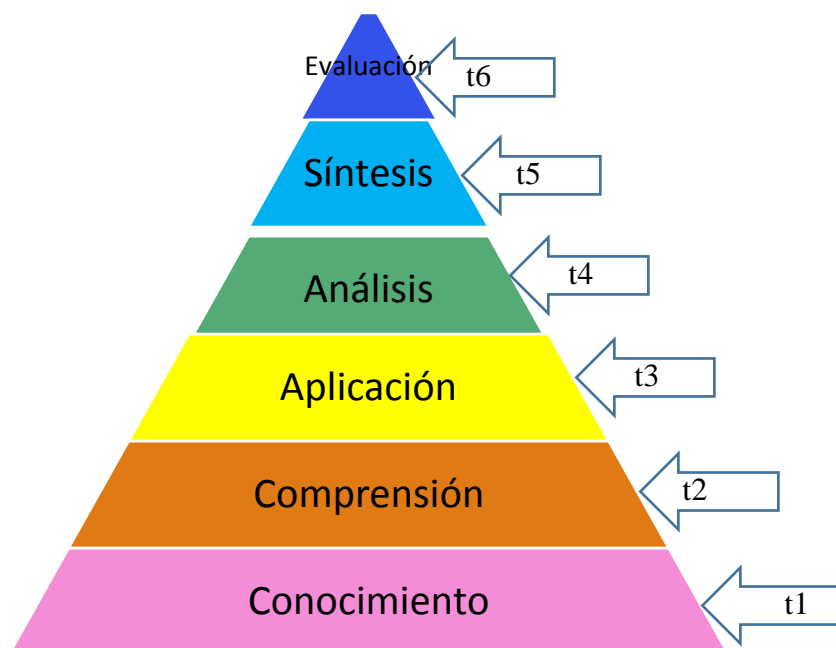 Evaluación
t6
Síntesis
t5
Análisis
t4
Aplicación
t3
Comprensión
t2
Conocimiento
t1